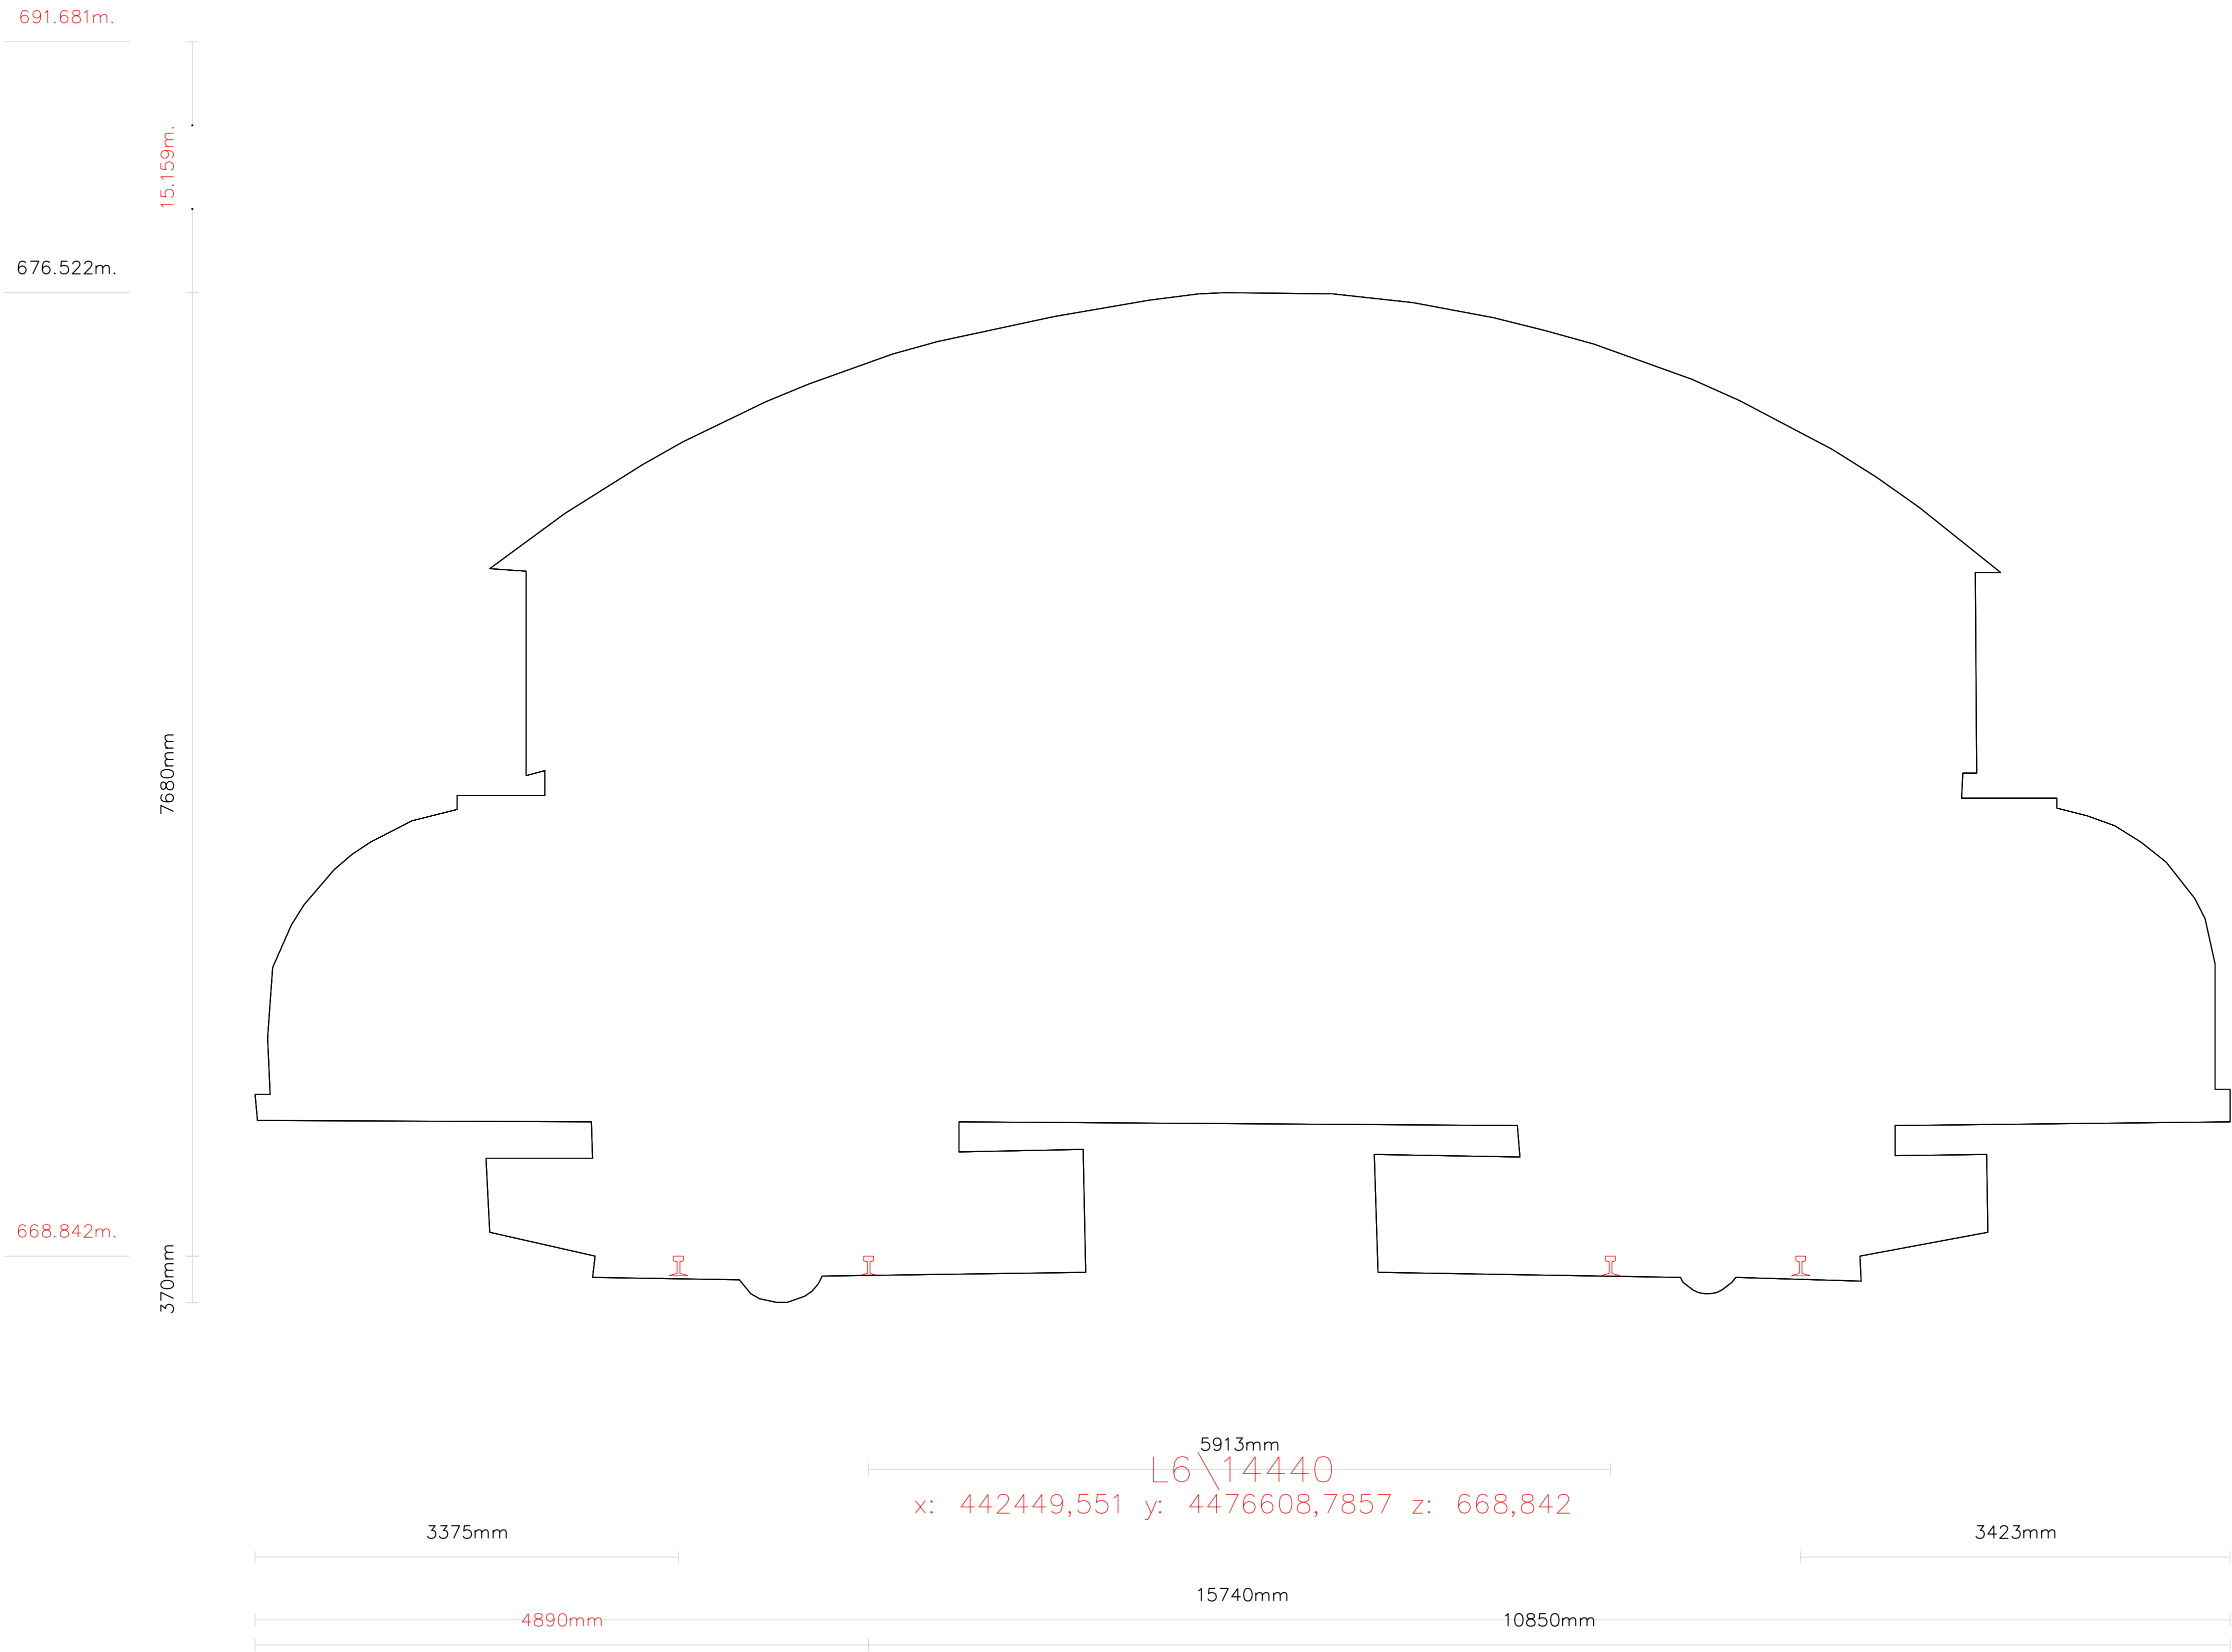 691.681m.
15.159m.
676.522m.
7680mm
668.842m.
370mm
5913mm
L6\14440
x: 442449,551 y: 4476608,7857 z: 668,842
3375mm
3423mm
15740mm
4890mm
10850mm